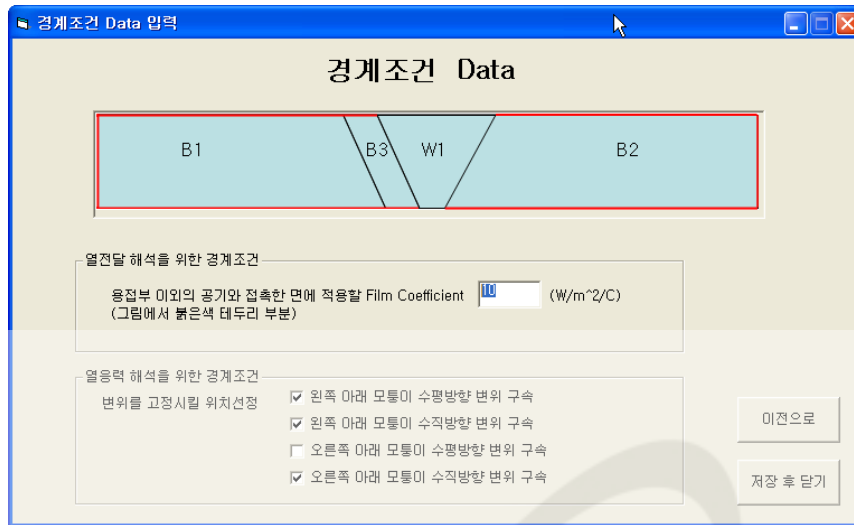 경계조건 Data 입력
경계조건 Data
B1
B3
W1
B2
열전달 해석을 위한 경계조건
용접부 이외의 공기와 접촉한 면에 적용할 Film Coefficient 10 (W/m^2/C)
(그림에서 붉은색 테두리 부분)
열응력 해석을 위한 경계조건
변위를 고정시킬 위치선정
왼쪽 아래 모퉁이 수평방향 변위 구속
왼쪽 아래 모퉁이 수직방향 변위 구속
오른쪽 아래 모퉁이 수평방향 변위 구속
오른쪽 아래 모퉁이 수직방향 변위 구속
이전으로
저장 후 닫기